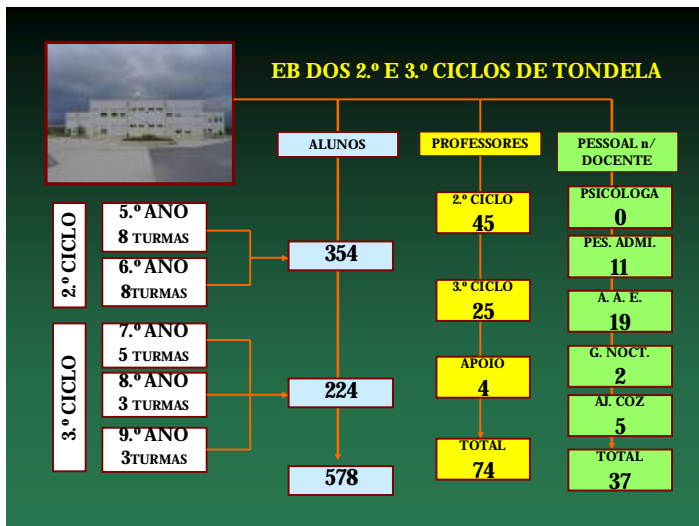 EB DOS 2.º E 3.º CICLOS DE TONDELA
ALUNOS
PROFESSORES
PESSOAL n/
DOCENTE
2.º CICLO
5.º ANO
8 TURMAS
6.º ANO
8TURMAS
354
3.º CICLO
7.º ANO
5 TURMAS
8.º ANO
3 TURMAS
9.º ANO
3TURMAS
224
578
2.º CICLO
45
3.º CICLO
25
APOIO
4
TOTAL
74
PSICÓLOGA
0
PES. ADMI.
11
A. A. E.
19
G. NOCT.
2
AJ. COZ
5
TOTAL
37